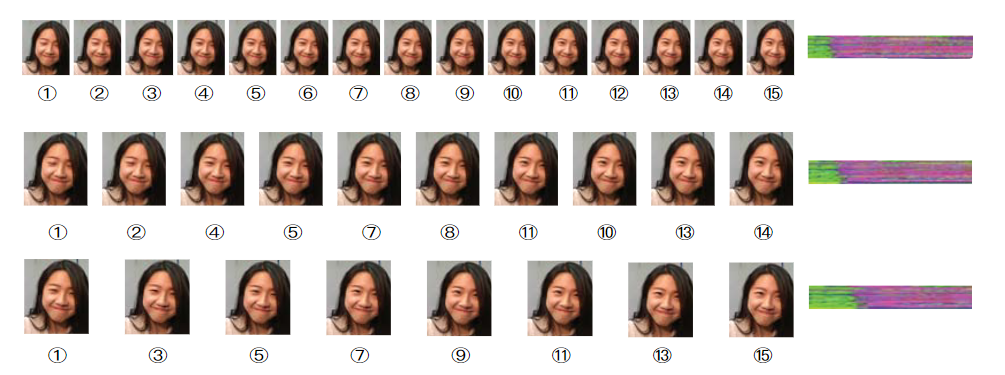 ① ② ③ ④ ⑤ ⑥ ⑦ ⑧ ⑨ ⑩ ⑪ ⑫ ⑬ ⑭ ⑮
① ② ④ ⑤ ⑦ ⑧ ⑪ ⑩ ⑬ ⑭
① ③ ⑤ ⑦ ⑨ ⑪ ⑬ ⑮